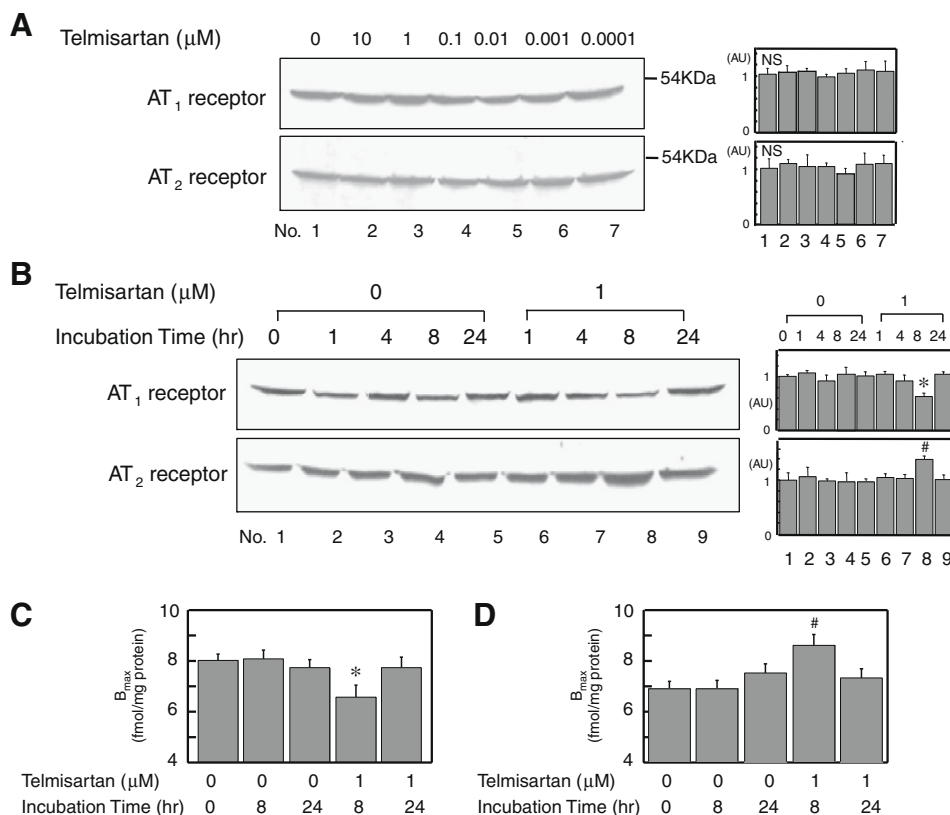 A
Telmisartan (µM) 0 10 1 0.1 0.01 0.001 0.0001
AT1 receptor
54KDa
(AU) NS
1
0
AT2 receptor
54KDa
(AU) NS
1
0
No. 1 2 3 4 5 6 7
1 2 3 4 5 6 7
B
Telmisartan (µM) 0 1
Incubation Time (hr) 0 1 4 8 24 1 4 8 24
0 1
0 1 4 8 24 1 4 8 24
AT1 receptor
1
(AU)
0
*
AT2 receptor
(AU)
1
0
#
No. 1 2 3 4 5 6 7 8 9
1 2 3 4 5 6 7 8 9
C
Bmax
(fmol/mg protein)
10
8
6
4
*
Telmisartan (µM) 0 0 0 1 1
Incubation Time (hr) 0 8 24 8 24
D
Bmax
(fmol/mg protein)
10
8
6
4
#
Telmisartan (µM) 0 0 0 1 1
Incubation Time (hr) 0 8 24 8 24